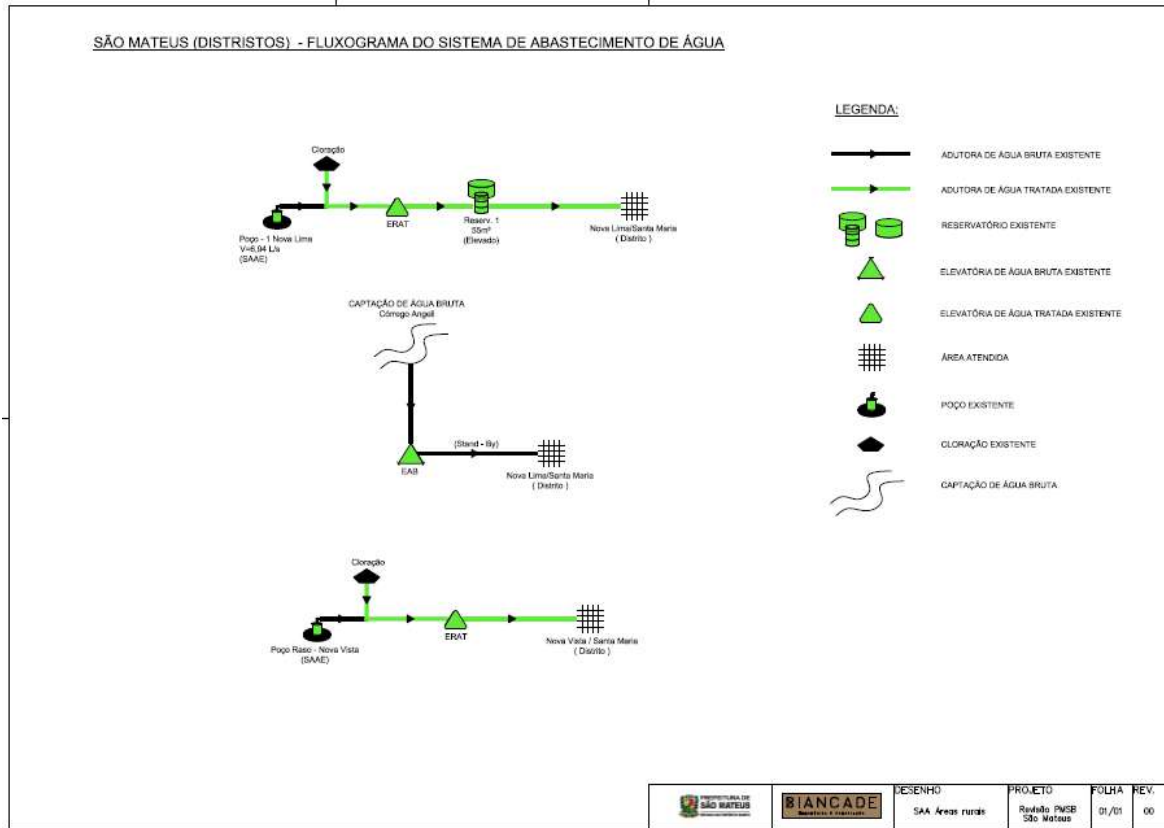 SÃO MATEUS (DISTRISTOS) - FLUXOGRAMA DO SISTEMA DE ABASTECIMENTO DE ÁGUA
LEGENDA:
ADUTORA DE ÁGUA BRUTA EXISTENTE
ADUTORA DE ÁGUA TRATADA EXISTENTE
RESERVATÓRIO EXISTENTE
ELEVATÓRIA DE ÁGUA BRUTA EXISTENTE
ELEVATÓRIA DE ÁGUA TRATADA EXISTENTE
ÁREA ATENDIDA
POÇO EXISTENTE
CLORAÇÃO EXISTENTE
CAPTAÇÃO DE ÁGUA BRUTA
Cloração
Poço - 1 Nova Lima
V=6,94 L/s
(SAAE)
ERAT
Reserv. 1
55m³
(Elevado)
Nova Lima/Santa Maria
( Distrito )
CAPTAÇÃO DE ÁGUA BRUTA
Córrego Angeli
EAB
(Stand - By)
Nova Lima/Santa Maria
( Distrito )
Cloração
Poço Raso - Nova Vista
(SAAE)
ERAT
Nova Vista / Santa Maria
( Distrito )
PREFEITURA DE
SÃO MATEUS
BIANCADE
DESENHO
SAA Áreas rurais
PROJETO
Revisão PMSB
São Mateus
FOLHA
01/01
REV.
00